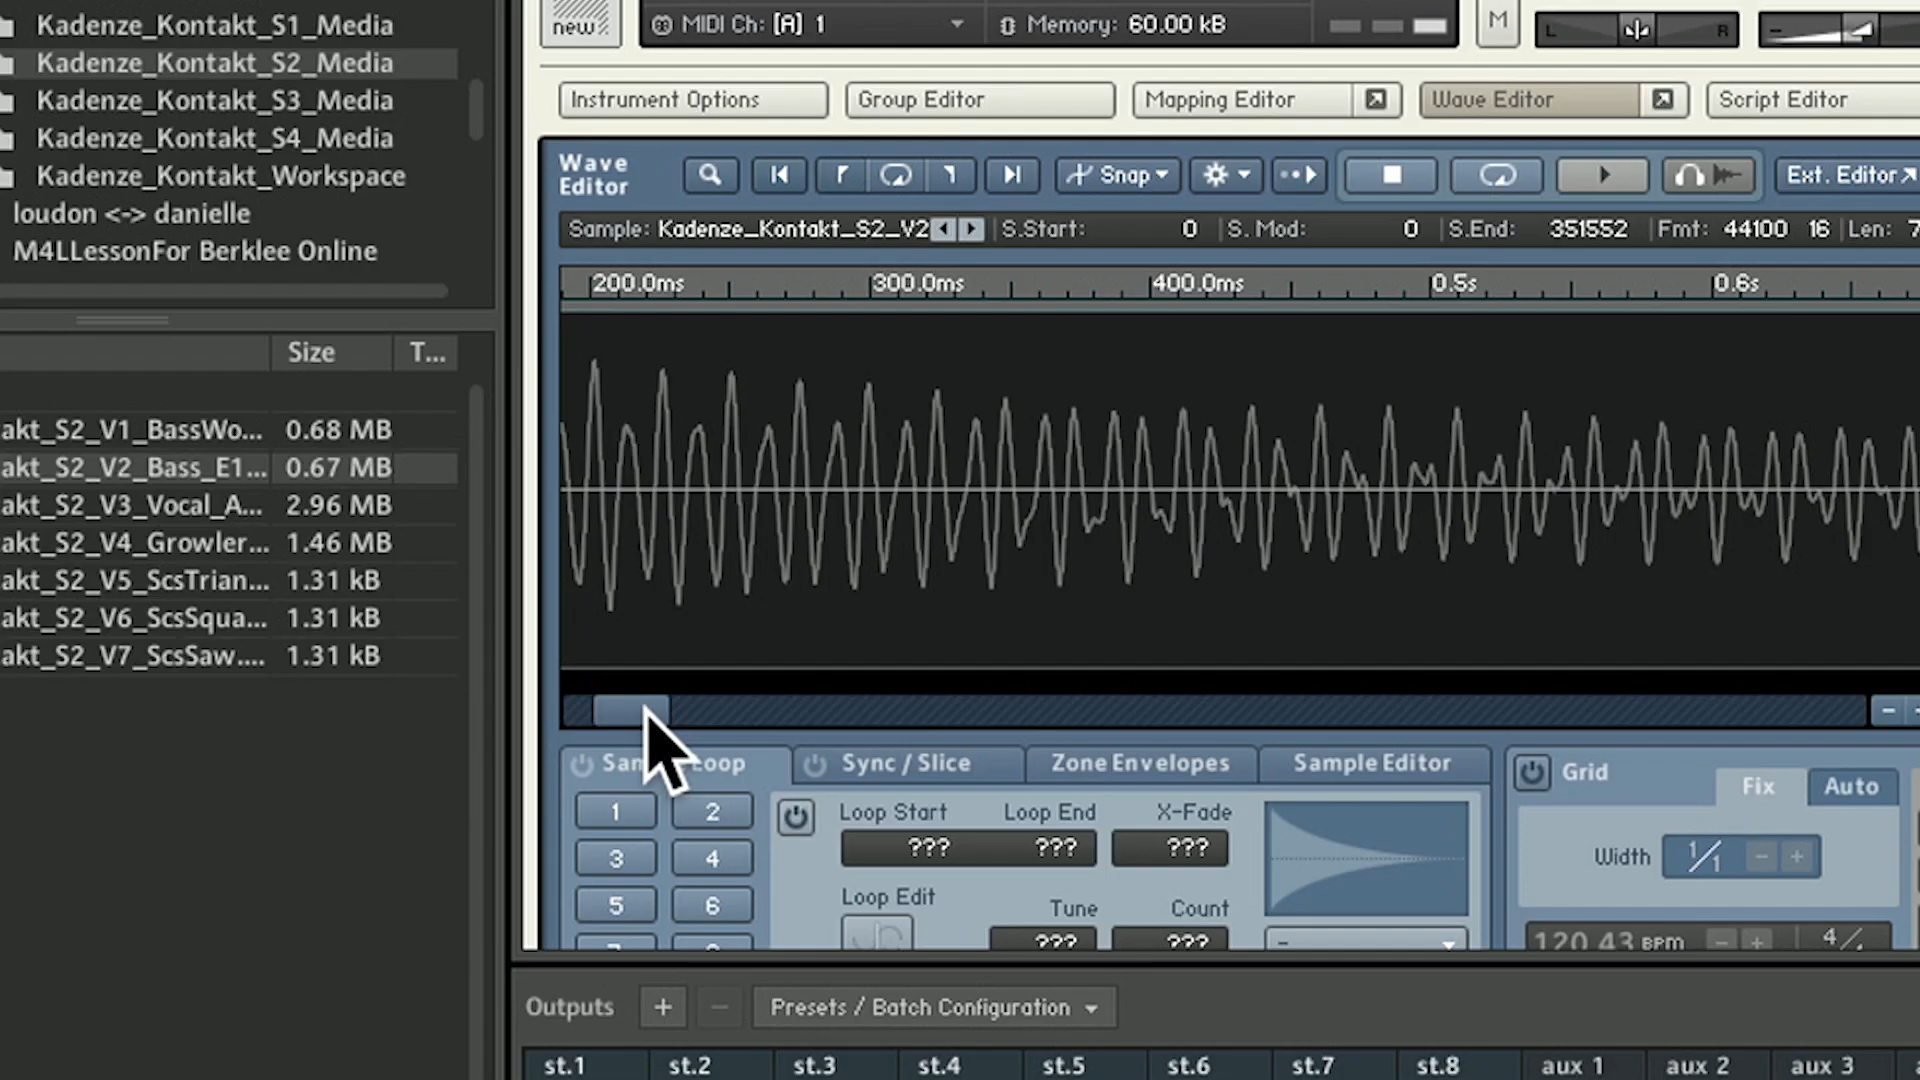 Kadenze_Kontakt_S1_Media
Kadenze_Kontakt_S2_Media
Kadenze_Kontakt_S3_Media
Kadenze_Kontakt_S4_Media
Kadenze_Kontakt_Workspace
loudon <-> danielle
M4LLessonFor Berklee Online
Size T...
akt_S2_V1_BassWo... 0.68 MB
akt_S2_V2_Bass_E1... 0.67 MB
akt_S2_V3_Vocal_A... 2.96 MB
akt_S2_V4_Growler... 1.46 MB
akt_S2_V5_ScsTrian... 1.31 kB
akt_S2_V6_ScsSqua... 1.31 kB
akt_S2_V7_ScsSaw.... 1.31 kB
new
MIDI Ch: [A] 1 Memory: 60.00 kB M L R
Instrument Options Group Editor Mapping Editor Wave Editor Script Editor
Wave Editor Snap Ext. Editor
Sample: Kadenze_Kontakt_S2_V2 S.Start: 0 S. Mod: 0 S.End: 351552 Fmt: 44100 16 Len: 7
200.0ms 300.0ms 400.0ms 0.5s 0.6s
Sync / Slice Zone Envelopes Sample Editor
1 2
3 4
5 6
Loop Start Loop End X-Fade
??? ??? ???
Loop Edit Tune Count
??? ???
–
Grid Fix Auto
Width 1/1 - +
120.43 BPM - + 4/
Outputs + - Presets / Batch Configuration
st.1 st.2 st.3 st.4 st.5 st.6 st.7 st.8 aux 1 aux 2 aux 3